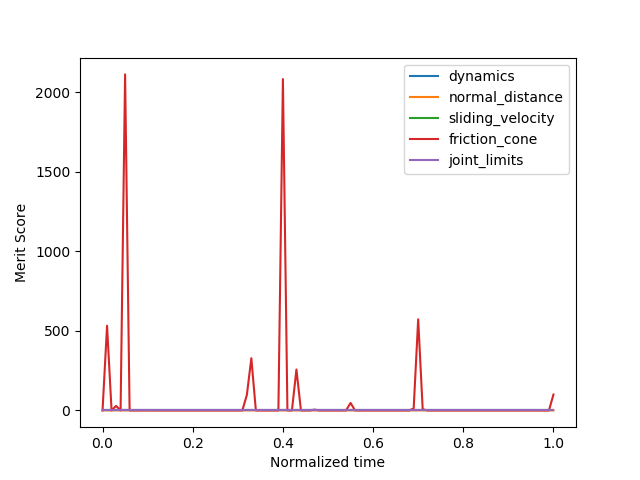 dynamics
normal_distance
sliding_velocity
friction_cone
joint_limits
Merit Score
2000
1500
1000
500
0
0.0 0.2 0.4 0.6 0.8 1.0
Normalized time